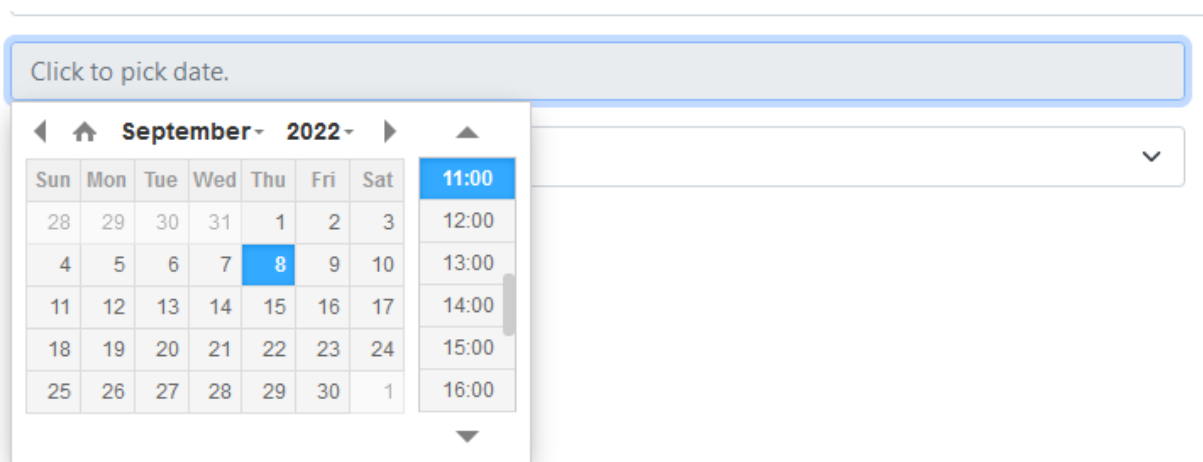 Click to pick date.
September 2022
Sun Mon Tue Wed Thu Fri Sat 11:00
28 29 30 31 1 2 3 12:00
4 5 6 7 8 9 10 13:00
11 12 13 14 15 16 17 14:00
18 19 20 21 22 23 24 15:00
25 26 27 28 29 30 1 16:00